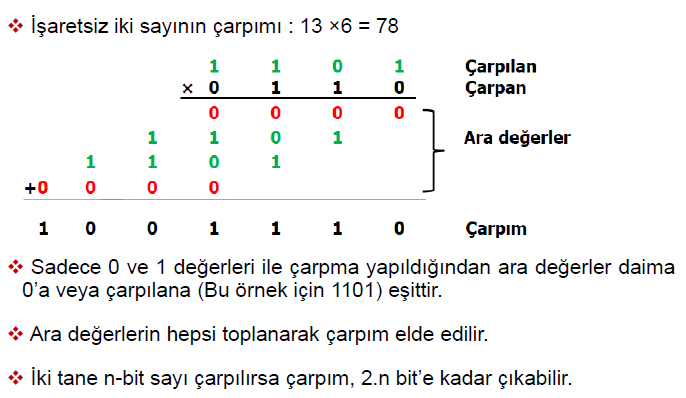 ❖ İşaretsiz iki sayının çarpımı : 13 ×6 = 78
1 1 0 1 Çarpılan
× 0 1 1 0 Çarpan
0 0 0 0
1 1 0 1 Ara değerler
1 1 0 1
+0 0 0 0
1 0 0 1 1 1 0 Çarpım
❖ Sadece 0 ve 1 değerleri ile çarpma yapıldığından ara değerler daima
0’a veya çarpılana (Bu örnek için 1101) eşittir.
❖ Ara değerlerin hepsi toplanarak çarpım elde edilir.
❖ İki tane n-bit sayı çarpılırsa çarpım, 2.n bit’e kadar çıkabilir.